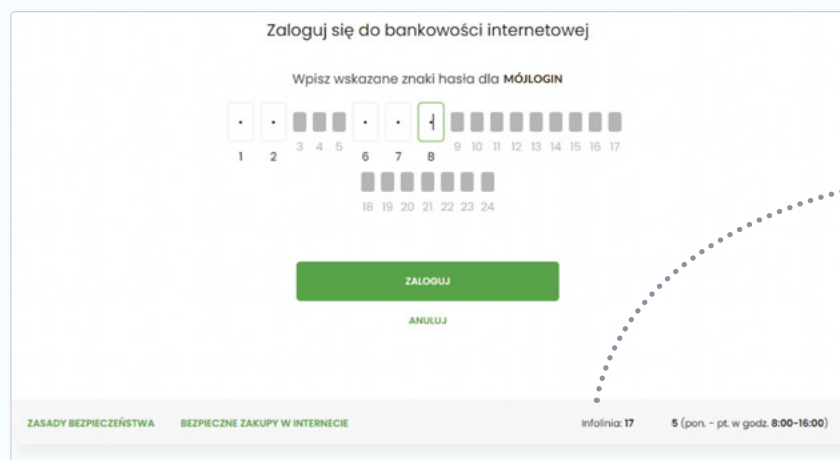 Zaloguj się do bankowości internetowej
Wpisz wskazane znaki hasła dla MÓJLOGIN
1 2 3 4 5 6 7 8 9 10 11 12 13 14 15 16 17
18 19 20 21 22 23 24
ZALOGUJ
ANULUJ
ZASADY BEZPIECZEŃSTWA BEZPIECZNE ZAKUPY W INTERNECIE Infolinia: 17 5 (pon. - pt. w godz. 8:00-16:00)